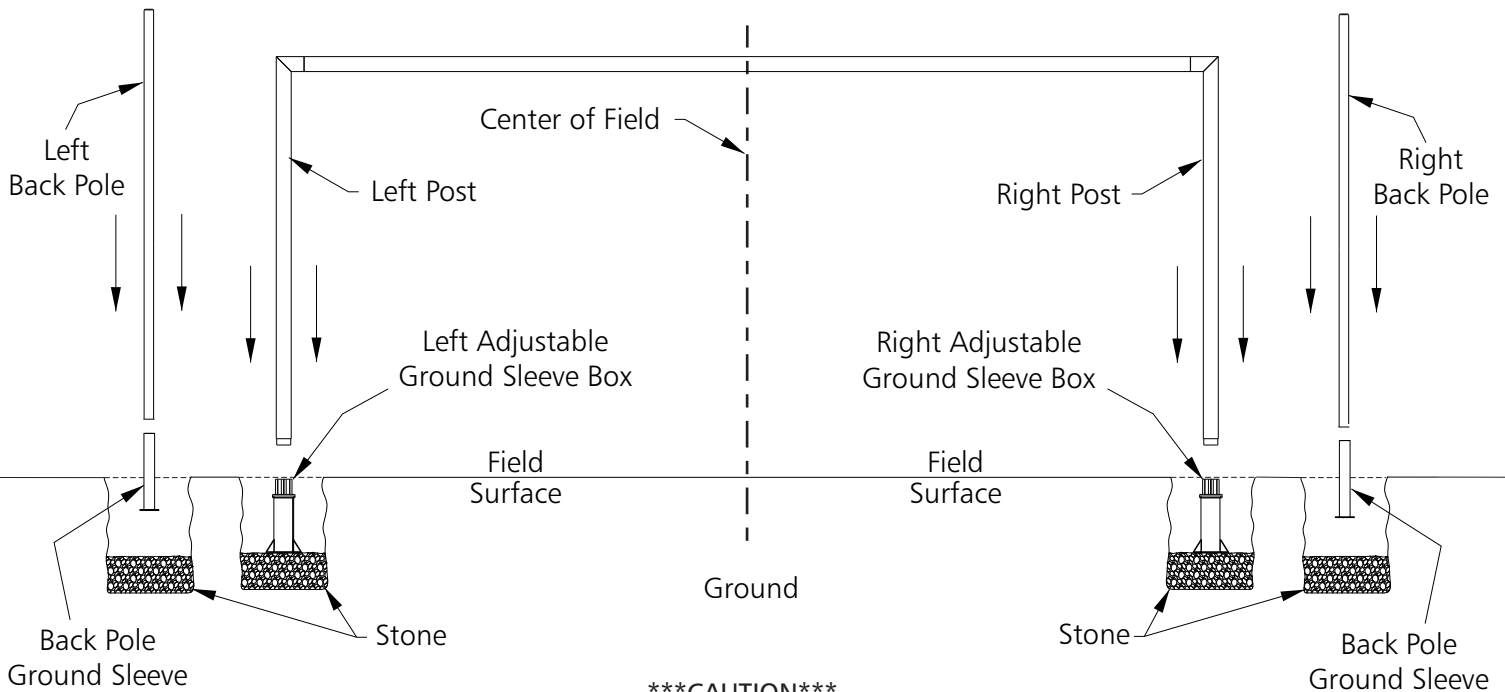 Center of Field
Left
Back Pole
Left Post
Right Post
Right
Back Pole
Left Adjustable
Ground Sleeve Box
Right Adjustable
Ground Sleeve Box
Field
Surface
Field
Surface
Ground
Back Pole
Ground Sleeve
Stone
Stone
Back Pole
Ground Sleeve
***CAUTION***